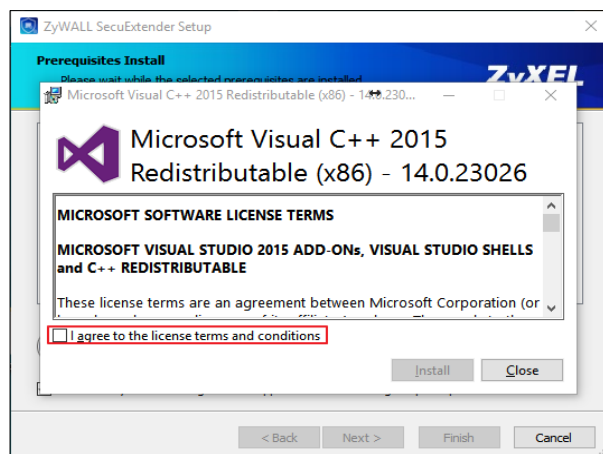 ZyWALL SecuExtender Setup
Prerequisites Install
Please wait while the selected prerequisites are installed
ZyXEL
Microsoft Visual C++ 2015 Redistributable (x86) - 14.0.230...
Microsoft Visual C++ 2015
Redistributable (x86) - 14.0.23026
MICROSOFT SOFTWARE LICENSE TERMS
MICROSOFT VISUAL STUDIO 2015 ADD-ONs, VISUAL STUDIO SHELLS
and C++ REDISTRIBUTABLE
These license terms are an agreement between Microsoft Corporation (or
I agree to the license terms and conditions
Install
Close
< Back
Next >
Finish
Cancel